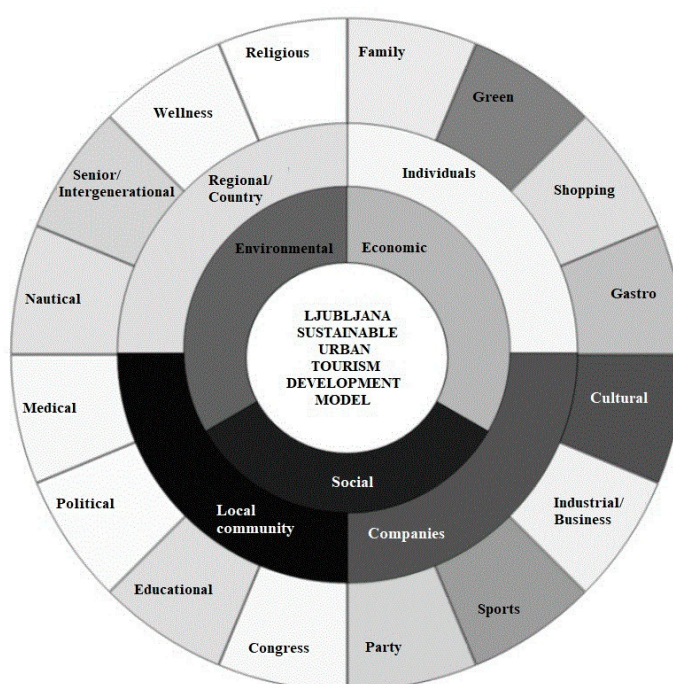 Religious
Family
Green
Wellness
Senior/
Intergenerational
Regional/
Country
Individuals
Shopping
Environmental
Economic
Nautical
Gastro
LJUBLJANA
SUSTAINABLE
URBAN
TOURISM
DEVELOPMENT
MODEL
Medical
Cultural
Social
Political
Local
community
Companies
Industrial/
Business
Educational
Sports
Congress
Party